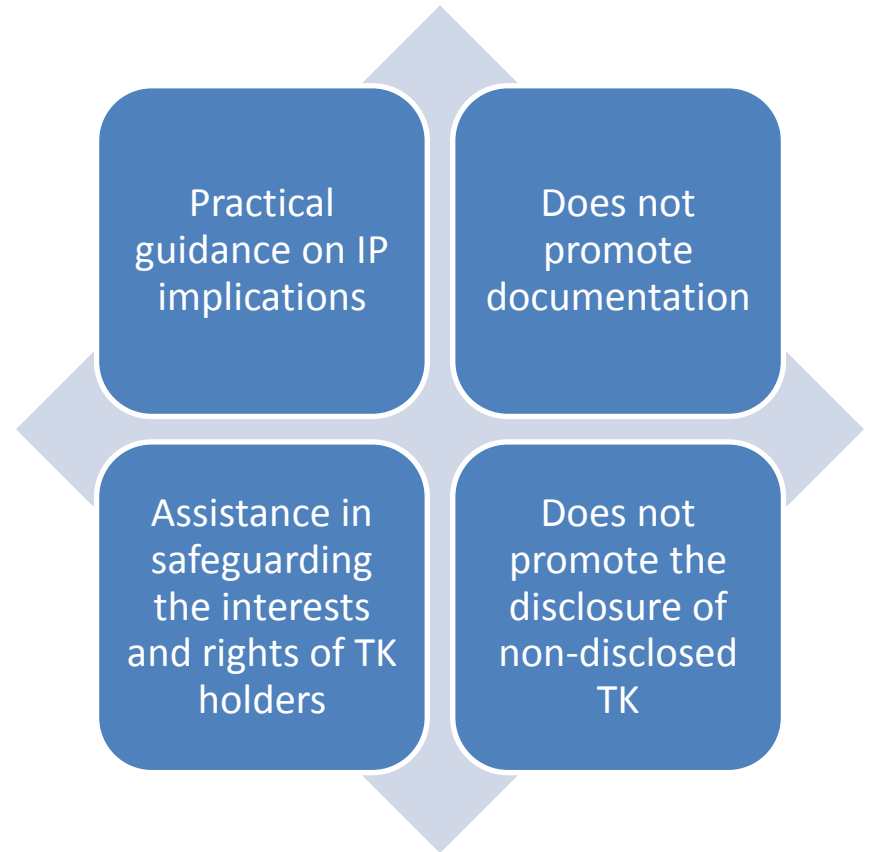 Practical
guidance on IP
implications
Does not
promote
documentation
Assistance in
safeguarding
the interests
and rights of TK
holders
Does not
promote the
disclosure of
non-disclosed
TK